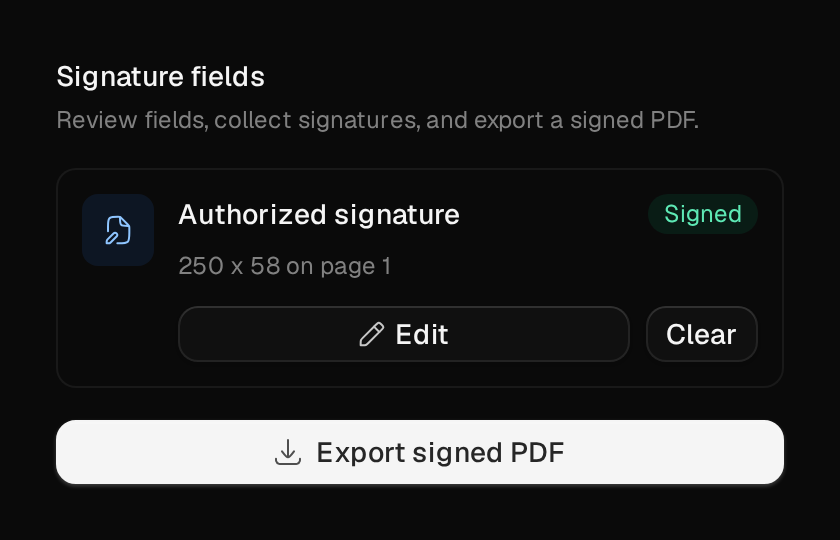 Signature fields
Review fields, collect signatures, and export a signed PDF.
Authorized signature
Signed
250 x 58 on page 1
Edit
Clear
Export signed PDF